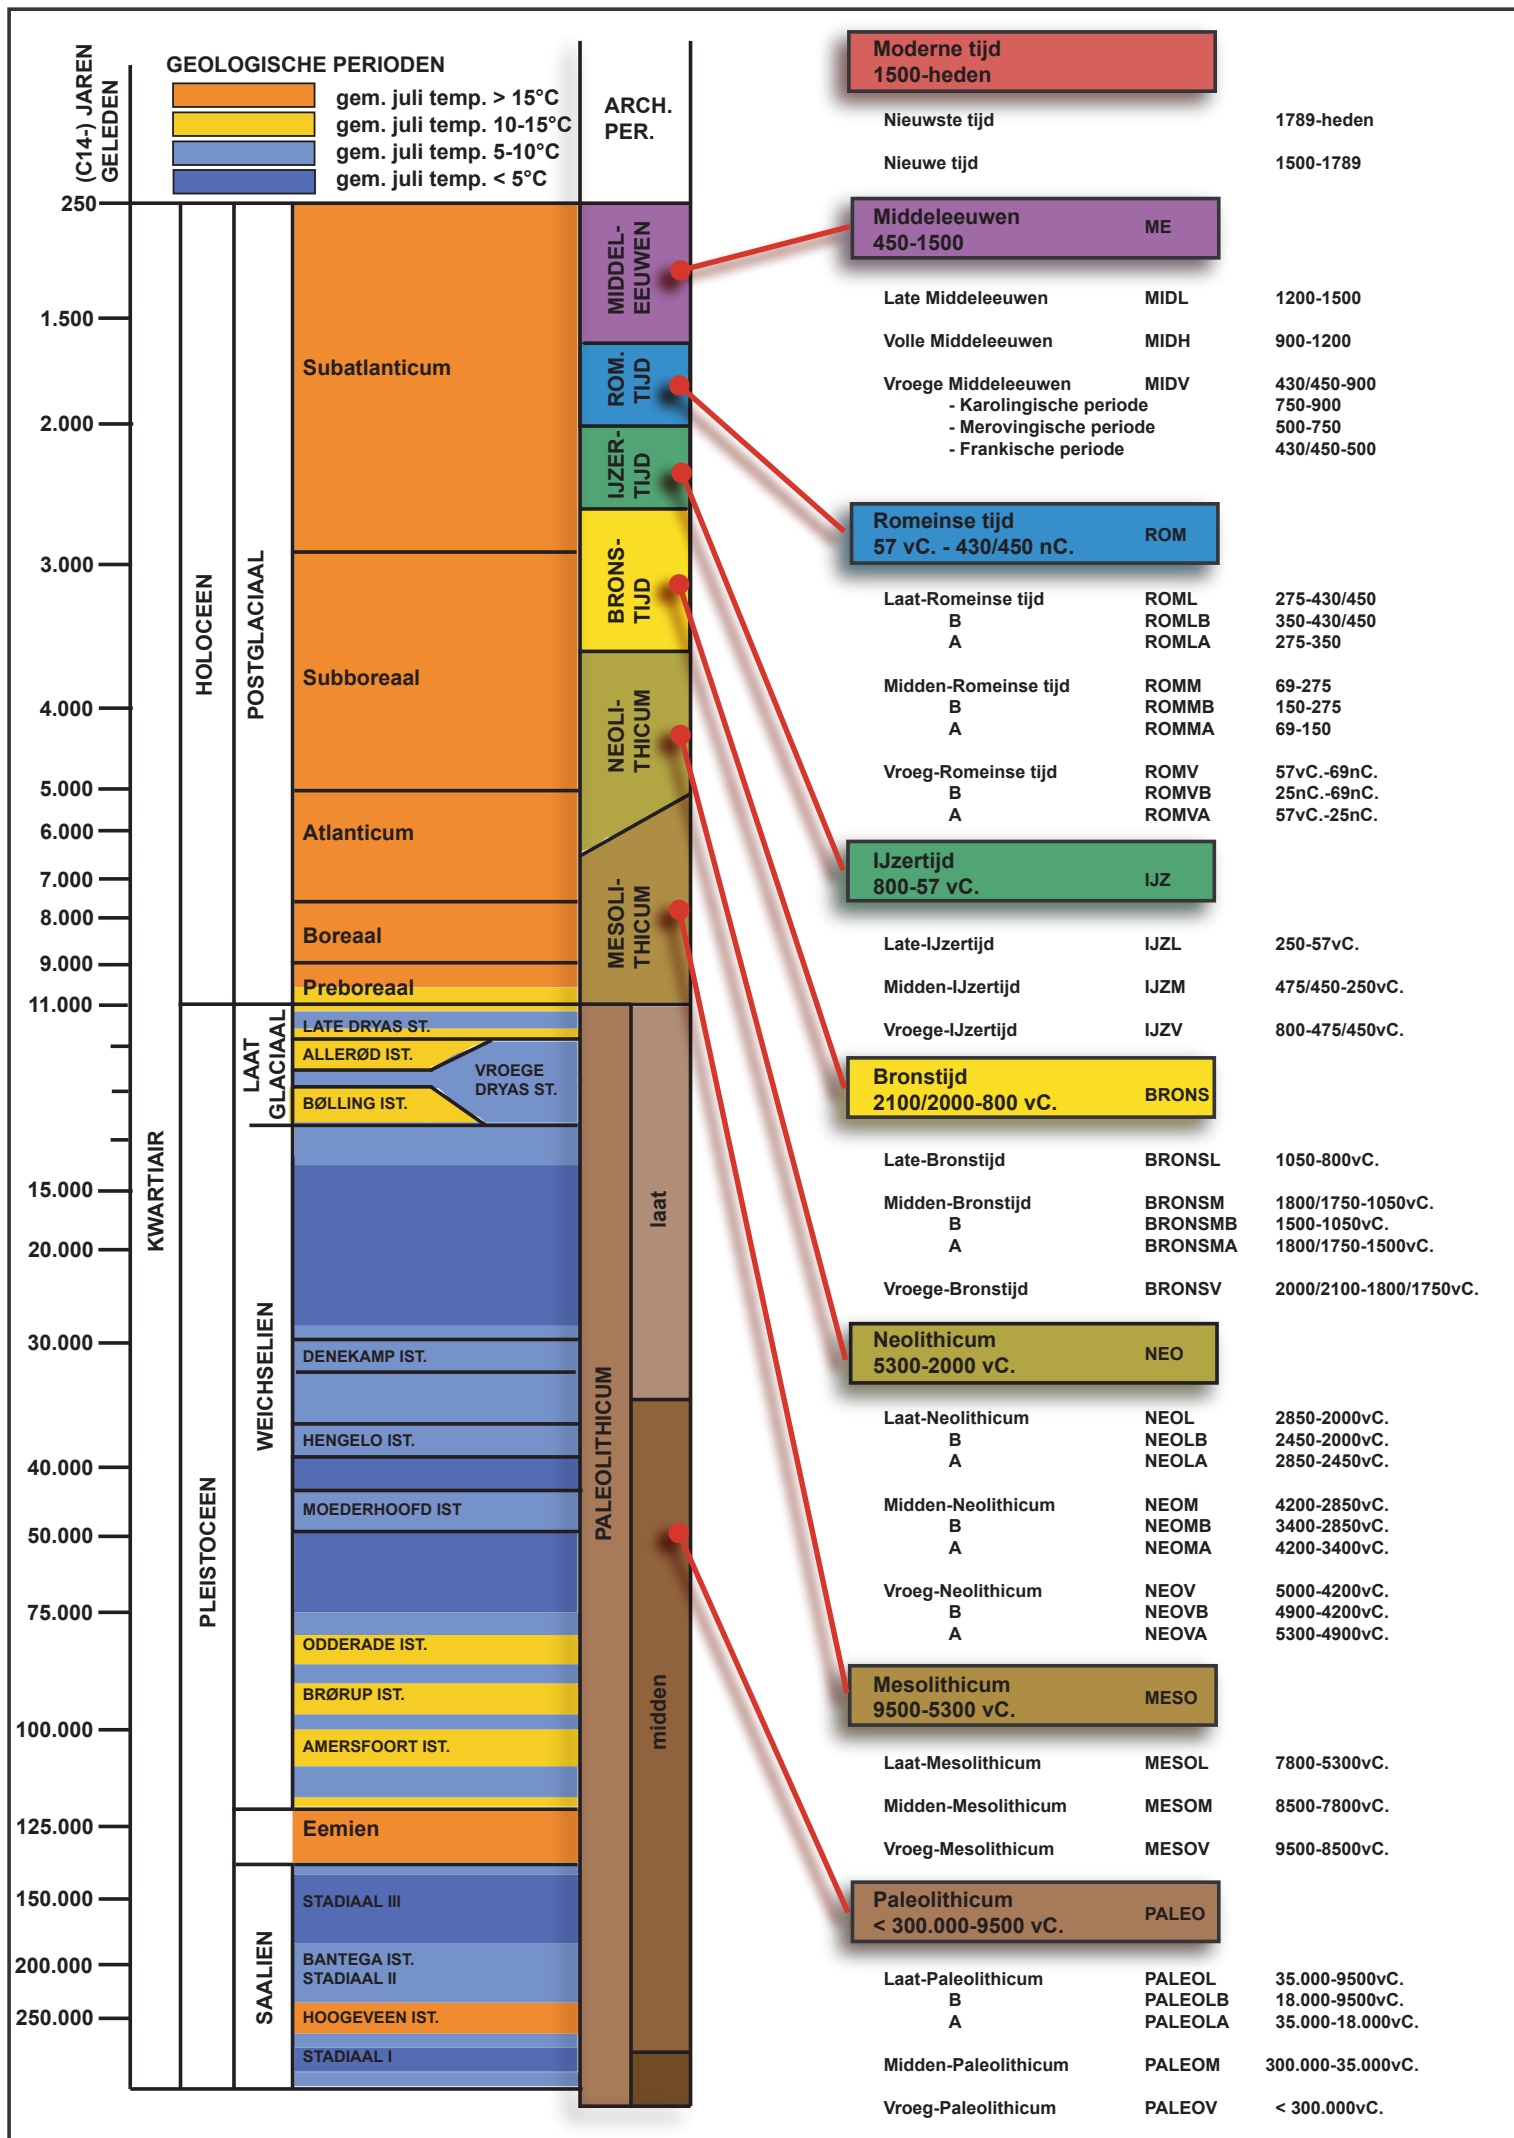 (C14-) JAREN
GELEDEN
GEOLOGISCHE PERIODEN
gem. juli temp. > 15°C
gem. juli temp. 10-15°C
gem. juli temp. 5-10°C
gem. juli temp. < 5°C
ARCH.
PER.
250
1.500
2.000
3.000
4.000
5.000
6.000
7.000
8.000
9.000
11.000
15.000
20.000
30.000
40.000
50.000
75.000
100.000
125.000
150.000
200.000
250.000
KWARTIAIR
HOLOCEEN
PLEISTOCEEN
POSTGLACIAAL
LAAT
GLACIAAL
WEICHSELIEN
SAALIEN
Subatlanticum
Subboreaal
Atlanticum
Boreaal
Preboreaal
LATE DRYAS ST.
ALLERØD IST.
VROEGE
DRYAS ST.
BØLLING IST.
DENEKAMP IST.
HENGELO IST.
MOEDERHOOFD IST
ODDERADE IST.
BRØRUP IST.
AMERSFOORT IST.
Eemien
STADIAAL III
BANTEGA IST.
STADIAAL II
HOOGEVEEN IST.
STADIAAL I
MIDDEL-
EEUWEN
ROM.
TIJD
IJZER-
TIJD
BRONS-
TIJD
NEOLI-
THICUM
MESOLI-
THICUM
PALEOLITHICUM
laat
midden
Moderne tijd
1500-heden
Nieuwste tijd 1789-heden
Nieuwe tijd 1500-1789
Middeleeuwen
450-1500
ME
Late Middeleeuwen MIDL 1200-1500
Volle Middeleeuwen MIDH 900-1200
Vroege Middeleeuwen MIDV 430/450-900
- Karolingische periode 750-900
- Merovingische periode 500-750
- Frankische periode 430/450-500
Romeinse tijd
57 vC. - 430/450 nC.
ROM
Laat-Romeinse tijd ROML 275-430/450
B ROMLB 350-430/450
A ROMLA 275-350
Midden-Romeinse tijd ROMM 69-275
B ROMMB 150-275
A ROMMA 69-150
Vroeg-Romeinse tijd ROMV 57vC.-69nC.
B ROMVB 25nC.-69nC.
A ROMVA 57vC.-25nC.
IJzertijd
800-57 vC.
IJZ
Late-IJzertijd IJZL 250-57vC.
Midden-IJzertijd IJZM 475/450-250vC.
Vroege-IJzertijd IJZV 800-475/450vC.
Bronstijd
2100/2000-800 vC.
BRONS
Late-Bronstijd BRONSL 1050-800vC.
Midden-Bronstijd BRONSM 1800/1750-1050vC.
B BRONSMB 1500-1050vC.
A BRONSMA 1800/1750-1500vC.
Vroege-Bronstijd BRONSV 2000/2100-1800/1750vC.
Neolithicum
5300-2000 vC.
NEO
Laat-Neolithicum NEOL 2850-2000vC.
B NEOLB 2450-2000vC.
A NEOLA 2850-2450vC.
Midden-Neolithicum NEOM 4200-2850vC.
B NEOMB 3400-2850vC.
A NEOMA 4200-3400vC.
Vroeg-Neolithicum NEOV 5000-4200vC.
B NEOVB 4900-4200vC.
A NEOVA 5300-4900vC.
Mesolithicum
9500-5300 vC.
MESO
Laat-Mesolithicum MESOL 7800-5300vC.
Midden-Mesolithicum MESOM 8500-7800vC.
Vroeg-Mesolithicum MESOV 9500-8500vC.
Paleolithicum
< 300.000-9500 vC.
PALEO
Laat-Paleolithicum PALEOL 35.000-9500vC.
B PALEOLB 18.000-9500vC.
A PALEOLA 35.000-18.000vC.
Midden-Paleolithicum PALEOM 300.000-35.000vC.
Vroeg-Paleolithicum PALEOV < 300.000vC.